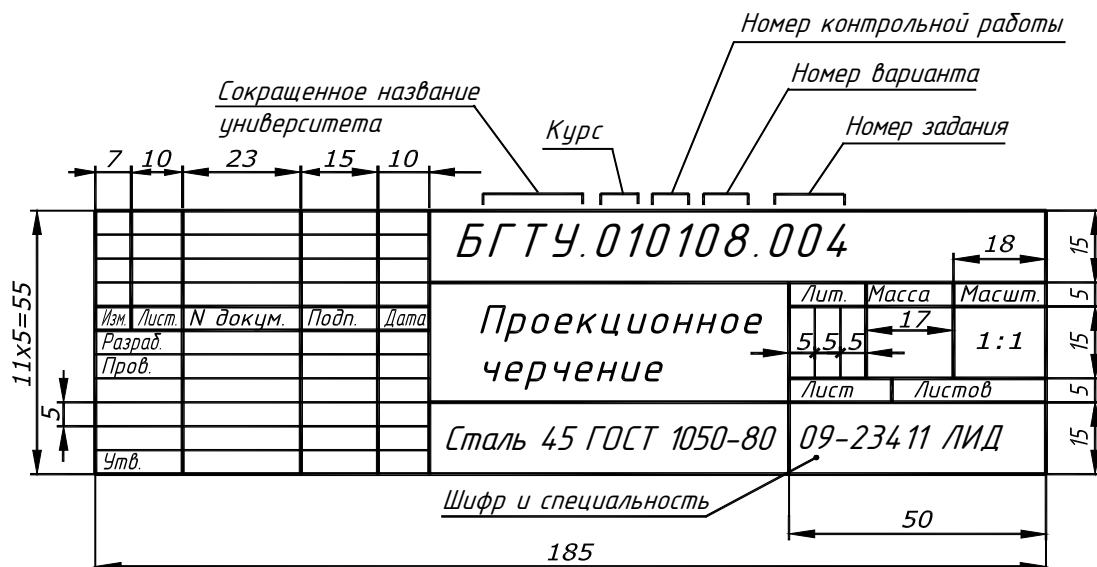 Номер контрольной работы
Номер варианта
Сокращенное название
университета
Курс
Номер задания
7 10 23 15 10
БГТУ.010108.004
18
15
11x5=55
Лит. Масса Масшт.
5
Изм. Лист. N докум. Подп. Дата
Проекционное
черчение
17
5 5 5
1:1
15
Разраб.
Пров.
Лист Листов
5
5
Сталь 45 ГОСТ 1050-80
09-23411 ЛИД
15
Утв.
Шифр и специальность
50
185